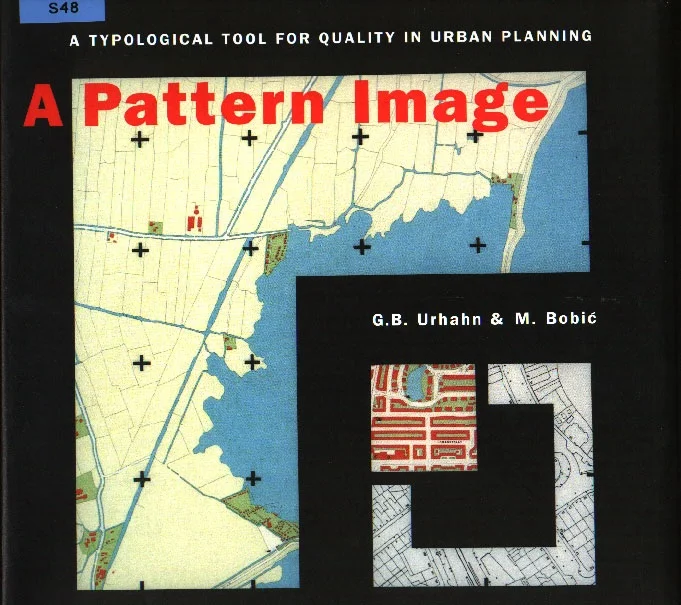 S48
A TYPOLOGICAL TOOL FOR QUALITY IN URBAN PLANNING
A Pattern Image
G.B. Urhahn & M. Bobić